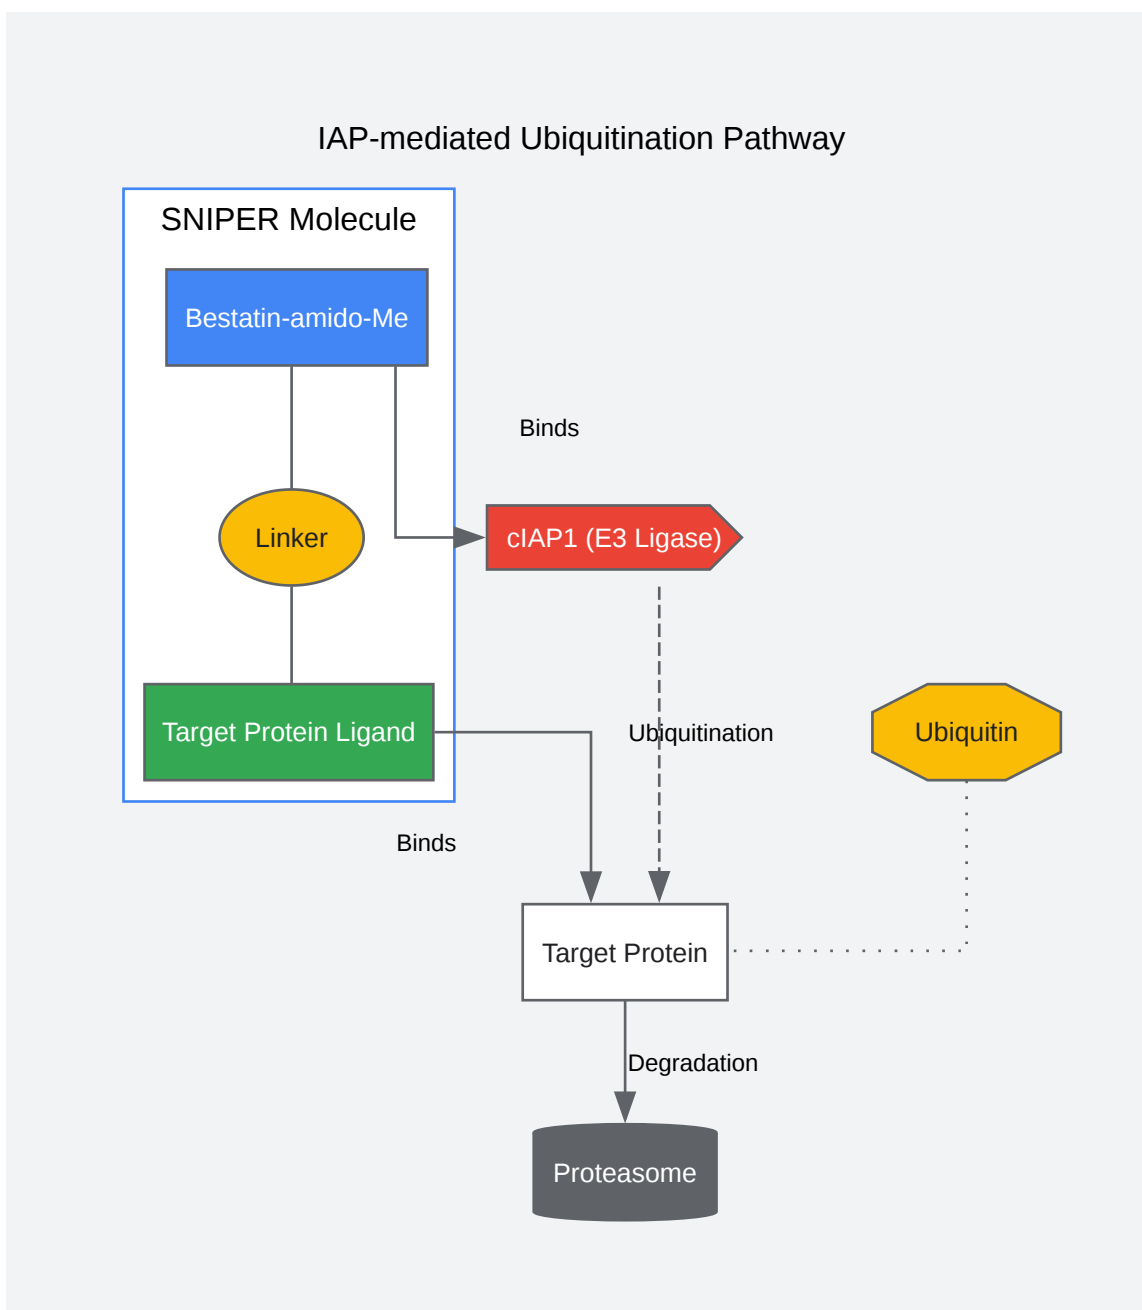 IAP-mediated Ubiquitination Pathway
SNIPER Molecule
Bestatin-amido-Me
Binds
Linker
cIAP1 (E3 Ligase)
Target Protein Ligand
Ubiquitination
Ubiquitin
Binds
Target Protein
Degradation
Proteasome